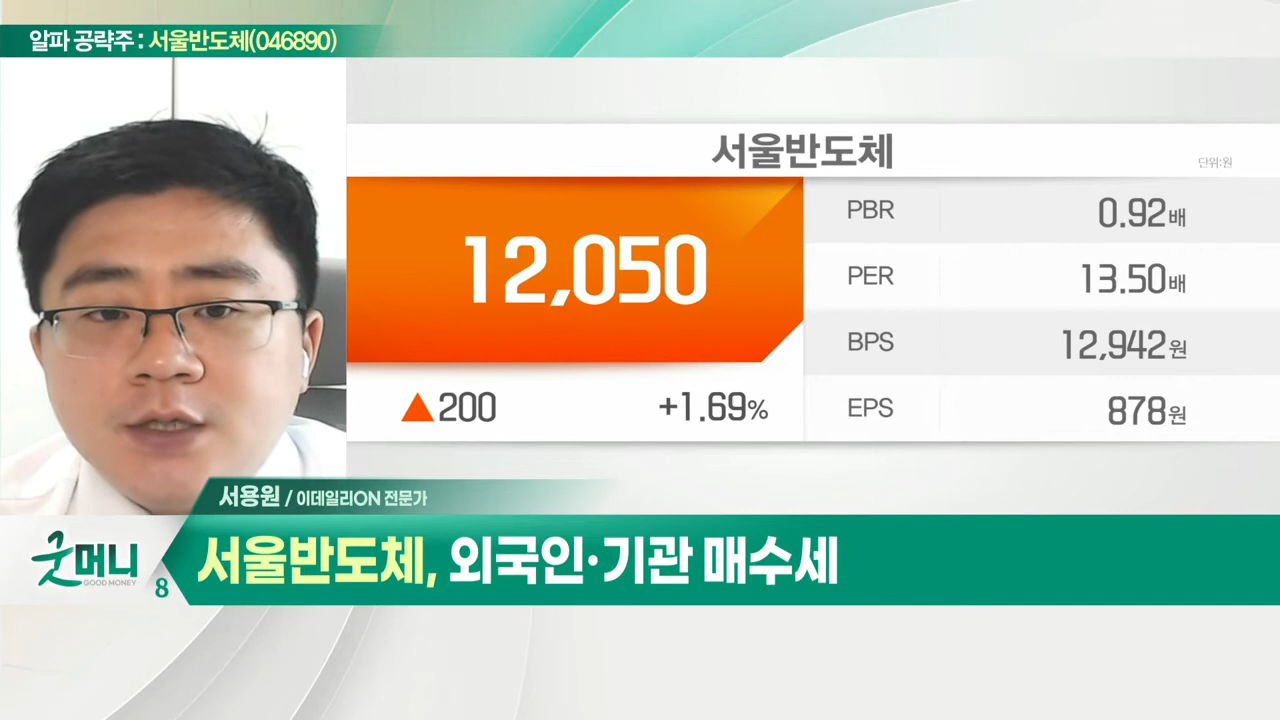 알파 공략주 : 서울반도체(046890)
서울반도체
단위:원
12,050
▲200 +1.69%
PBR 0.92배
PER 13.50배
BPS 12,942원
EPS 878원
서용원 / 이데일리ON 전문가
굿머니
GOOD MONEY
8
서울반도체, 외국인·기관 매수세